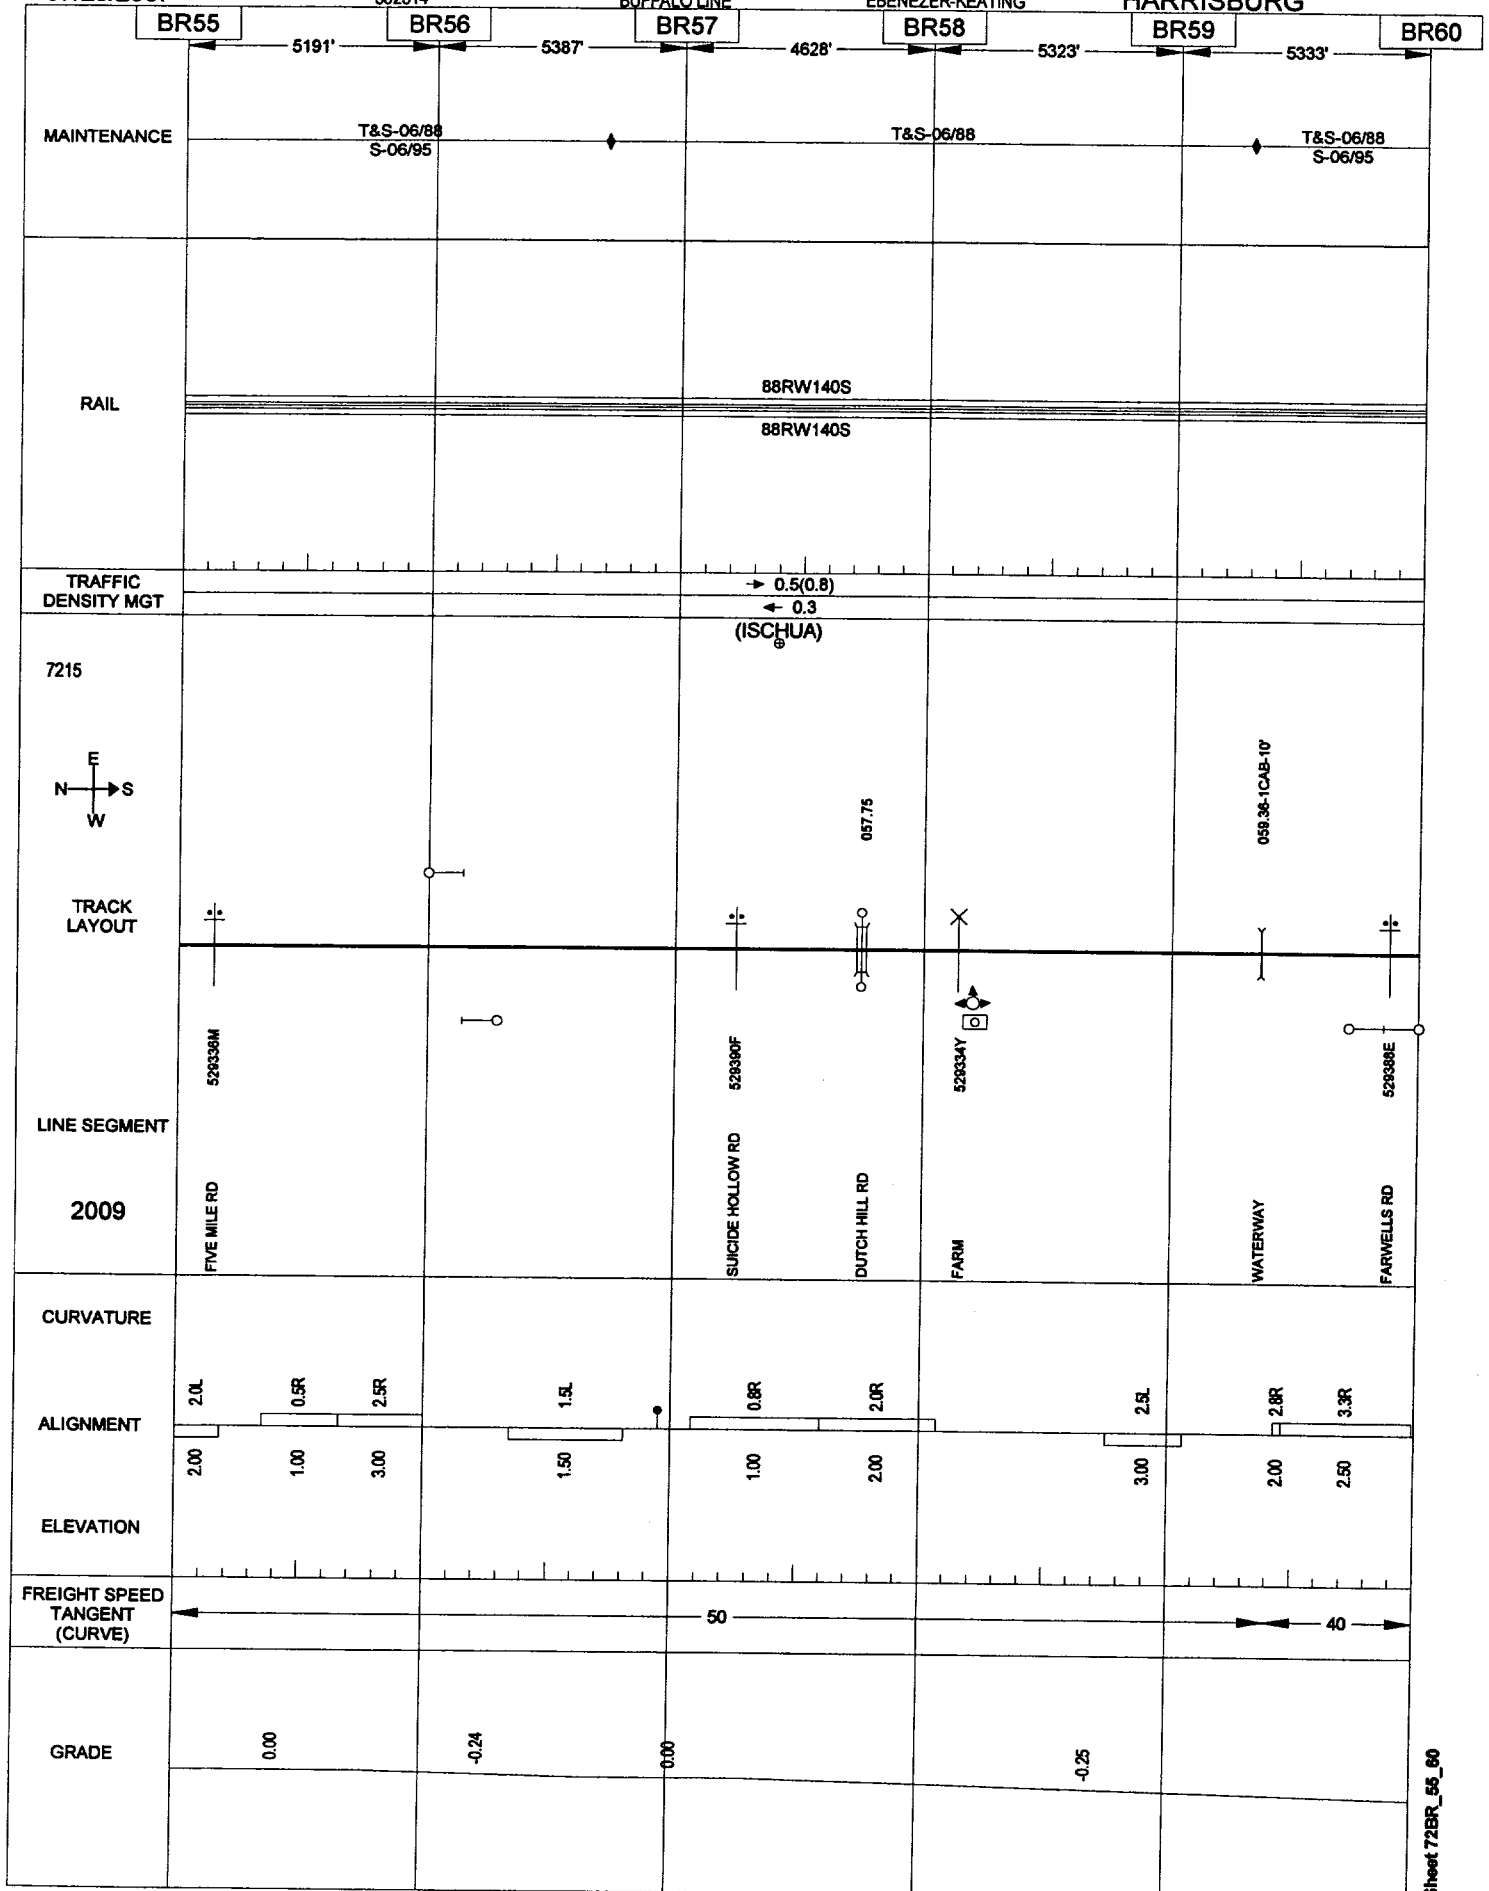 BUFFALO LINE
EBENEZER-KEATING
HARRISBURG
BR55
BR56
BR57
BR58
BR59
BR60
5191'
5387'
4628'
5323'
5333'
MAINTENANCE
T&S-06/88
S-06/95
T&S-06/88
T&S-06/88
S-06/95
RAIL
88RW140S
88RW140S
TRAFFIC
DENSITY MGT
0.5(0.8)
0.3
(ISCHUA)
7215
E
N
S
W
057.75
059.36-1CAB-10'
TRACK
LAYOUT
529336M
529390F
529334Y
529388E
LINE SEGMENT
2009
FIVE MILE RD
SUICIDE HOLLOW RD
DUTCH HILL RD
FARM
WATERWAY
FARWELLS RD
CURVATURE
2.0L
0.5R
2.5R
1.5L
0.8R
2.0R
2.5L
2.8R
3.3R
ALIGNMENT
2.00
1.00
3.00
1.50
1.00
2.00
3.00
2.00
2.50
ELEVATION
FREIGHT SPEED
TANGENT
(CURVE)
50
40
GRADE
0.00
-0.24
0.00
-0.25
Sheet 72BR_55_60